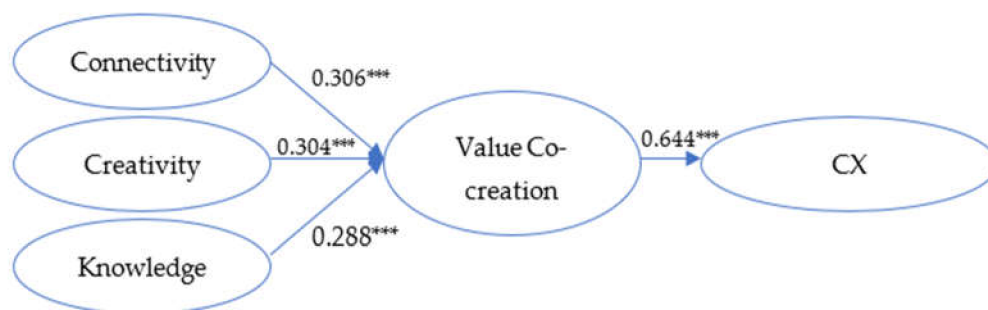 Connectivity
0.306***
Creativity
0.304***
Value Co-
creation
0.644***
CX
Knowledge
0.288***